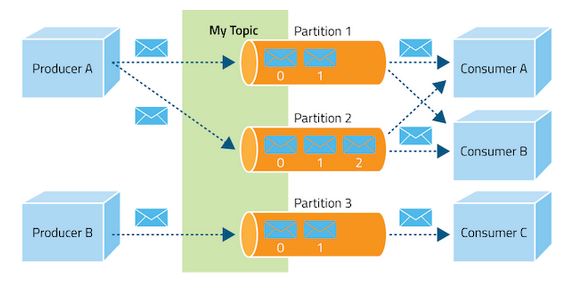 My Topic
Partition 1
Producer A
0 1
Consumer A
Partition 2
0 1 2
Consumer B
Partition 3
Producer B
0 1
Consumer C